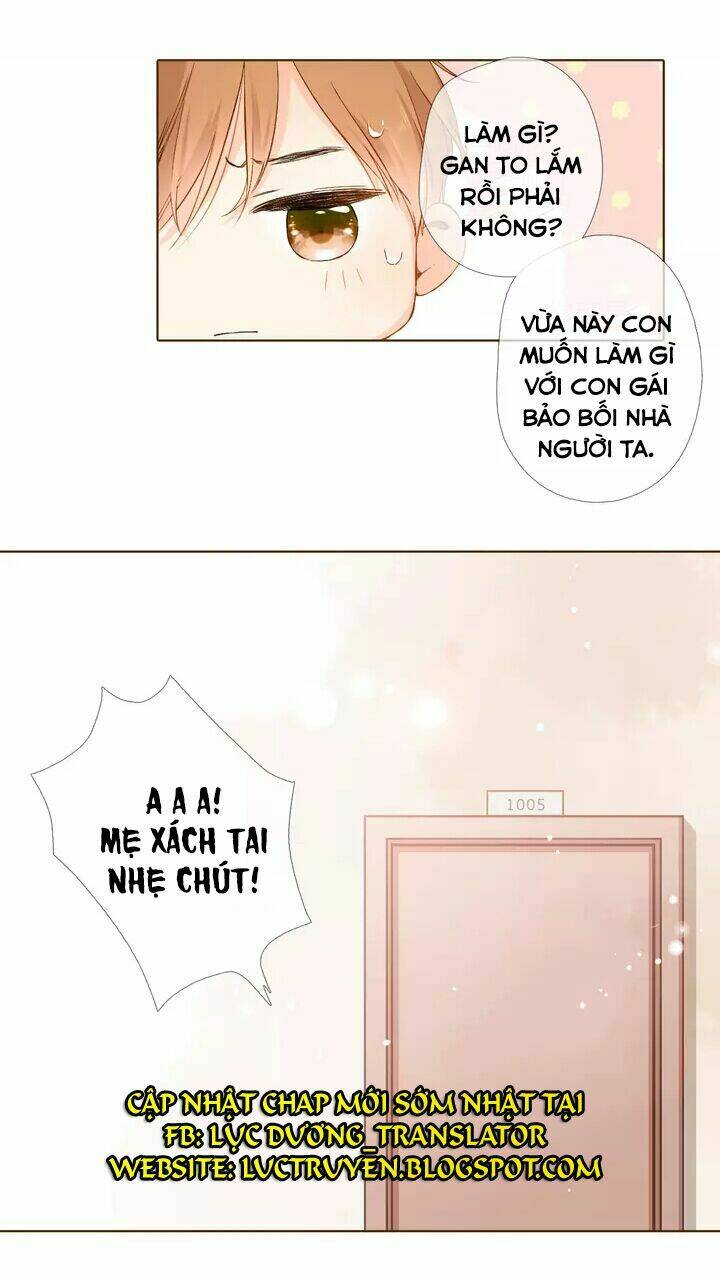 LÀM GÌ?
GAN TO LẮM
RỒI PHẢI
KHÔNG?
VỪA NÀY CON
MUỐN LÀM GÌ
VỚI CON GÁI
BẢO BỐI NHÀ
NGƯỜI TA.
1005
A A A!
MẸ XÁCH TAI
NHẸ CHÚT!
CẬP NHẬT CHAP MỚI SỚM NHẤT TẠI
FB: LỤC DƯƠNG_TRANSLATOR
WEBSITE: LUCTRUYEN.BLOGSPOT.COM